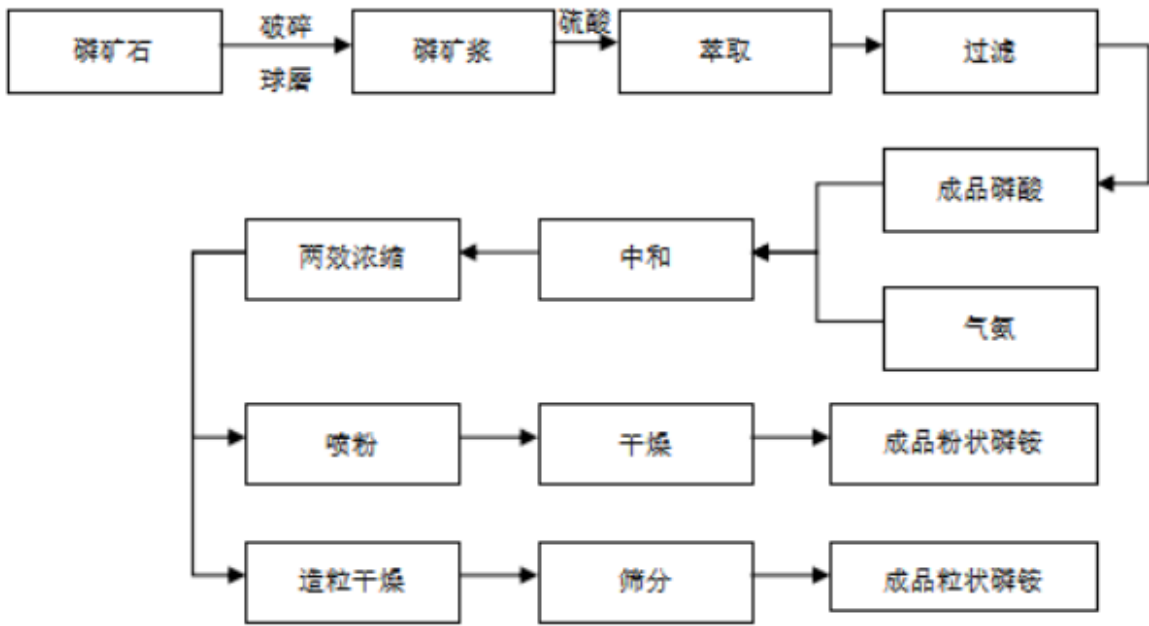 磷矿石
破碎
球磨
磷矿浆
硫酸
萃取
过滤
成品磷酸
两效浓缩
中和
气氨
喷粉
干燥
成品粉状磷铵
造粒干燥
筛分
成品粒状磷铵